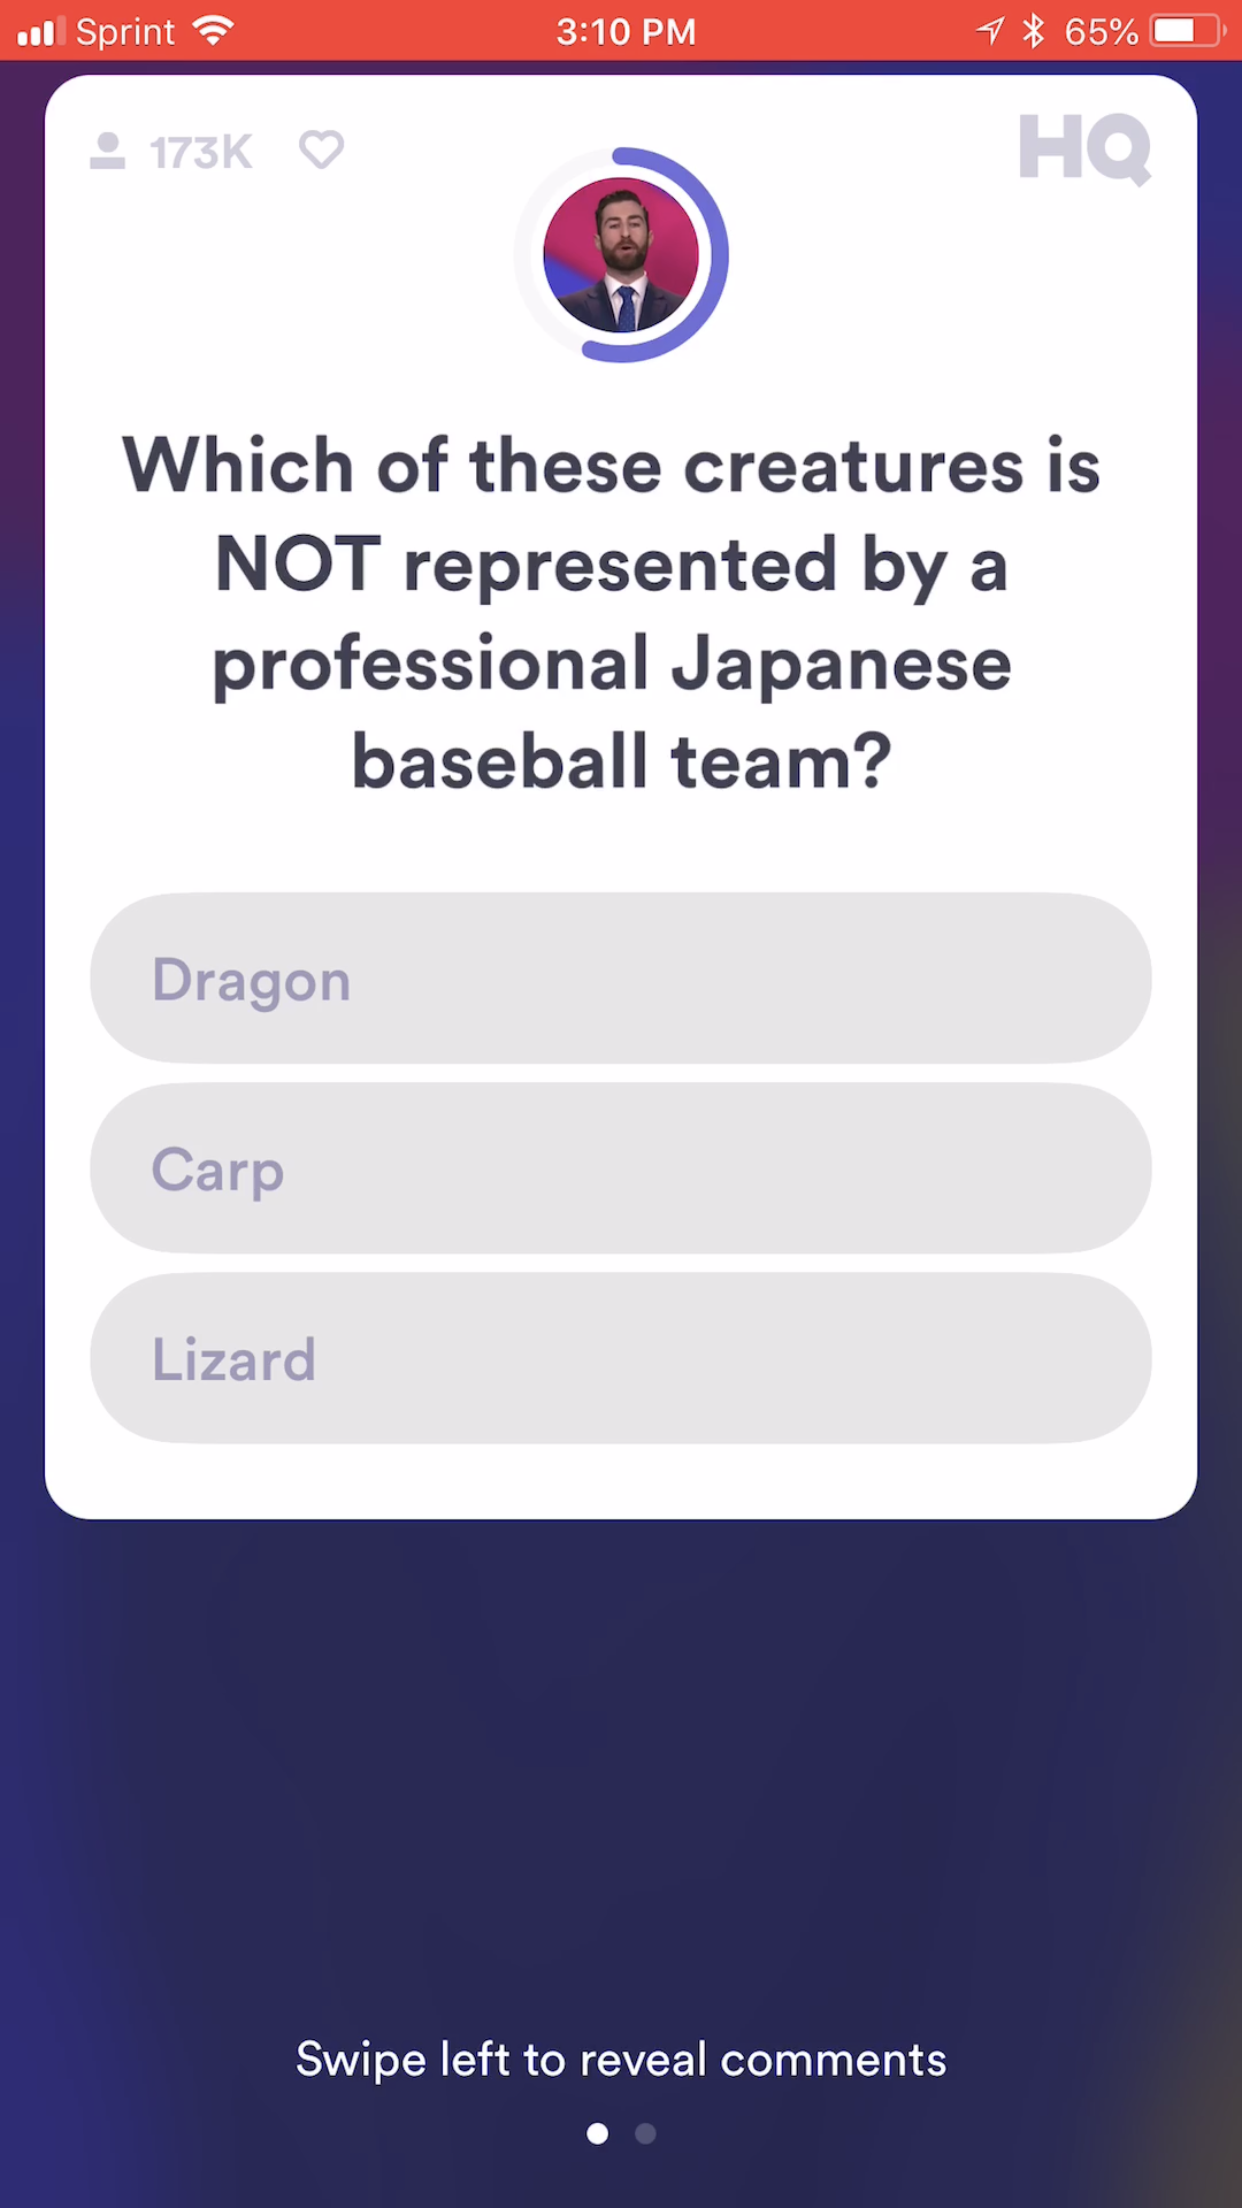 Sprint 3:10 PM 65%
173K HQ
Which of these creatures is
NOT represented by a
professional Japanese
baseball team?
Dragon
Carp
Lizard
Swipe left to reveal comments